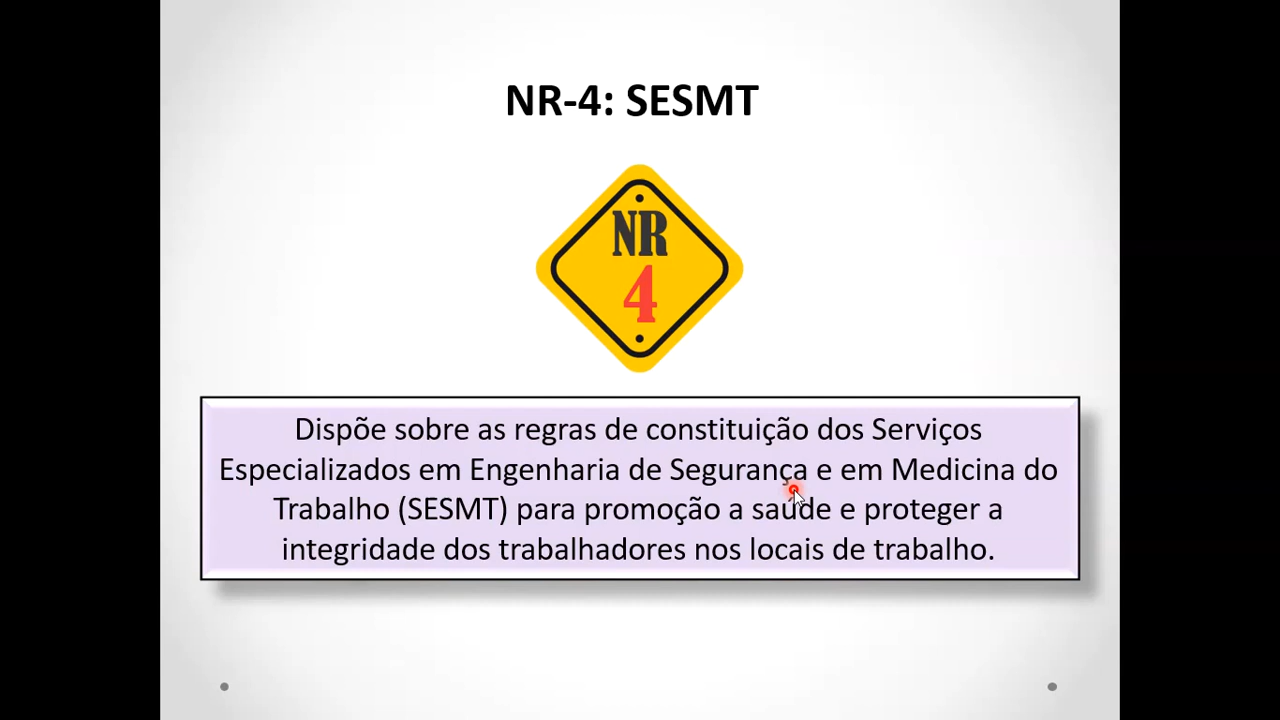 NR-4: SESMT
NR
4
Dispõe sobre as regras de constituição dos Serviços
Especializados em Engenharia de Segurança e em Medicina do
Trabalho (SESMT) para promoção a saúde e proteger a
integridade dos trabalhadores nos locais de trabalho.